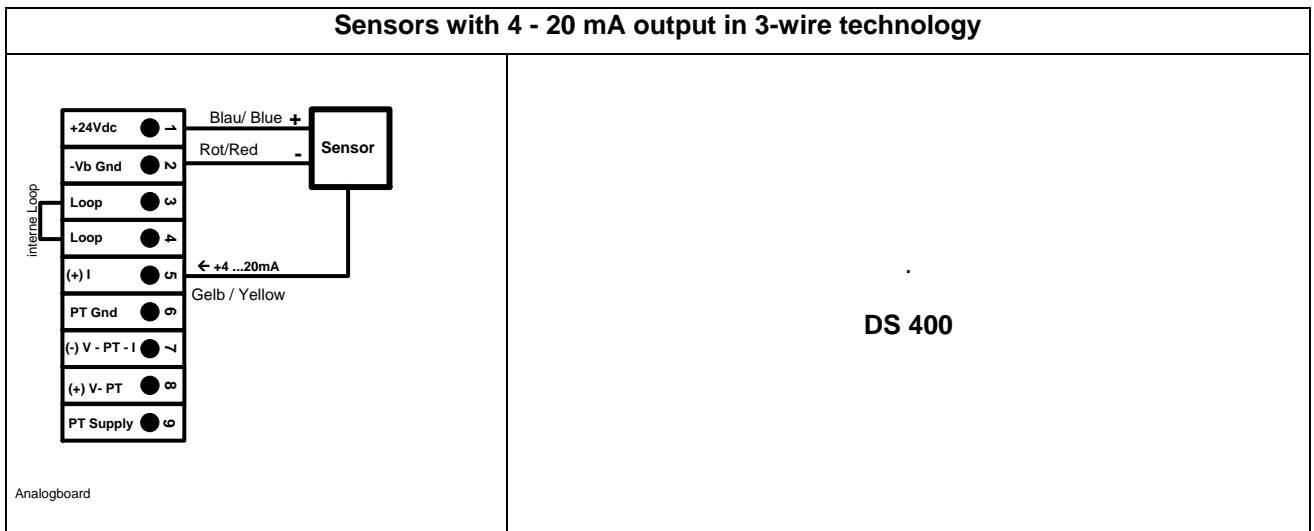 Sensors with 4 - 20 mA output in 3-wire technology
+24Vdc 1 Blau/ Blue +
-Vb Gnd 2 Rot/Red - Sensor
interne Loop
Loop 3
Loop 4
(+) I 5 ← +4 ...20mA
Gelb / Yellow
PT Gnd 6
(-) V - PT - I 7
(+) V- PT 8
PT Supply 9
Analogboard
.
DS 400